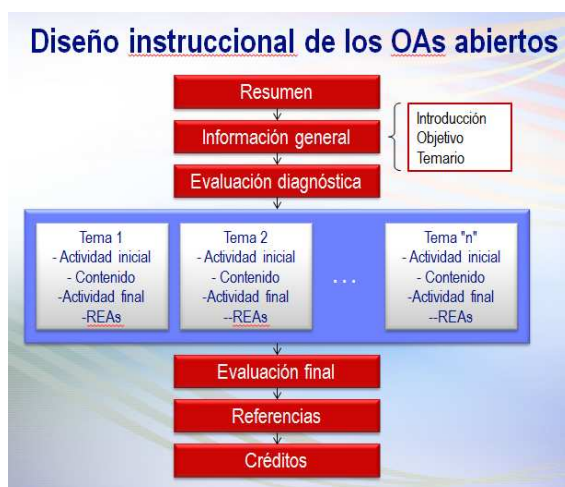 Diseño instruccional de los OAs abiertos
Resumen
Información general
Introducción
Objetivo
Temario
Evaluación diagnóstica
Tema 1
- Actividad inicial
- Contenido
-Actividad final
-REAs
Tema 2
- Actividad inicial
- Contenido
-Actividad final
--REAs
...
Tema "n"
- Actividad inicial
- Contenido
-Actividad final
--REAs
Evaluación final
Referencias
Créditos